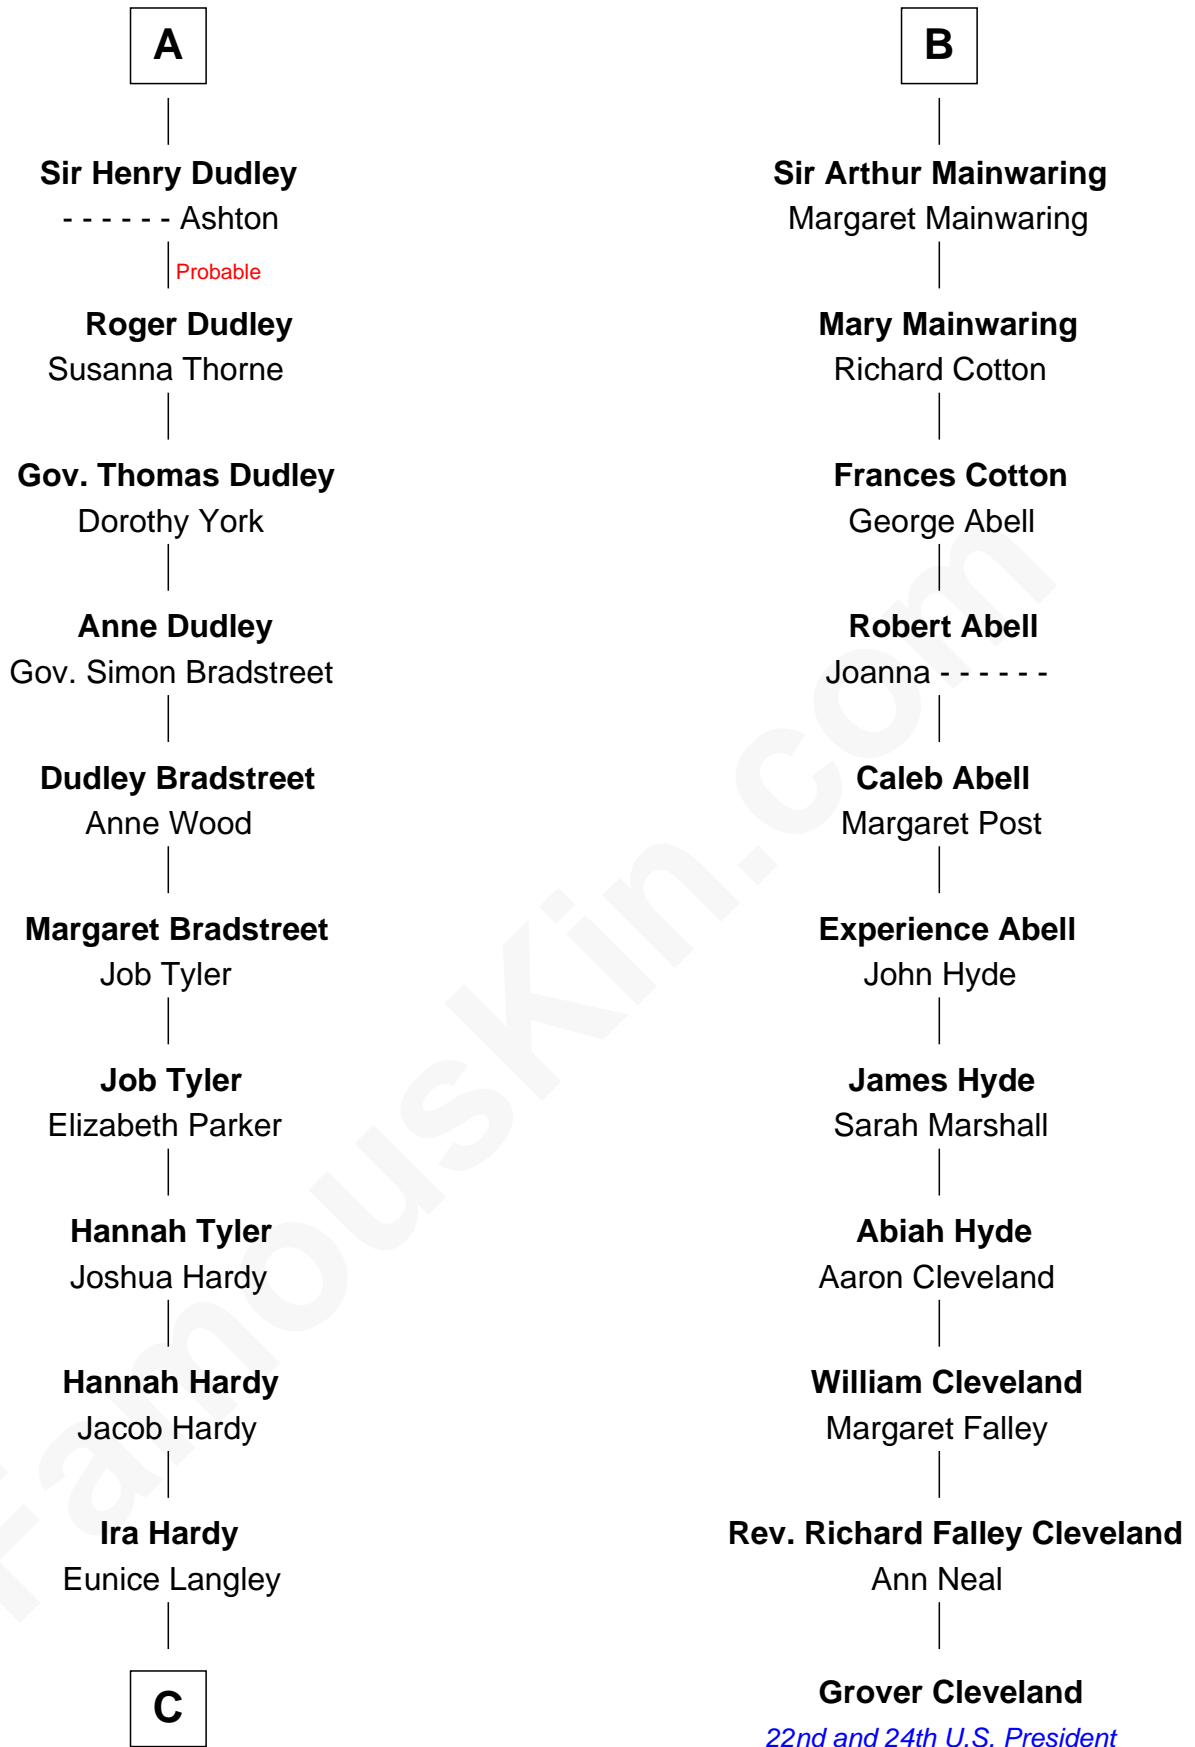 A
Sir Henry Dudley
- - - - - - Ashton
Probable
Roger Dudley
Susanna Thorne
Gov. Thomas Dudley
Dorothy York
Anne Dudley
Gov. Simon Bradstreet
Dudley Bradstreet
Anne Wood
Margaret Bradstreet
Job Tyler
Job Tyler
Elizabeth Parker
Hannah Tyler
Joshua Hardy
Hannah Hardy
Jacob Hardy
Ira Hardy
Eunice Langley
C
B
Sir Arthur Mainwaring
Margaret Mainwaring
Mary Mainwaring
Richard Cotton
Frances Cotton
George Abell
Robert Abell
Joanna - - - - - -
Caleb Abell
Margaret Post
Experience Abell
John Hyde
James Hyde
Sarah Marshall
Abiah Hyde
Aaron Cleveland
William Cleveland
Margaret Falley
Rev. Richard Falley Cleveland
Ann Neal
Grover Cleveland
22nd and 24th U.S. President
FamousKin.com